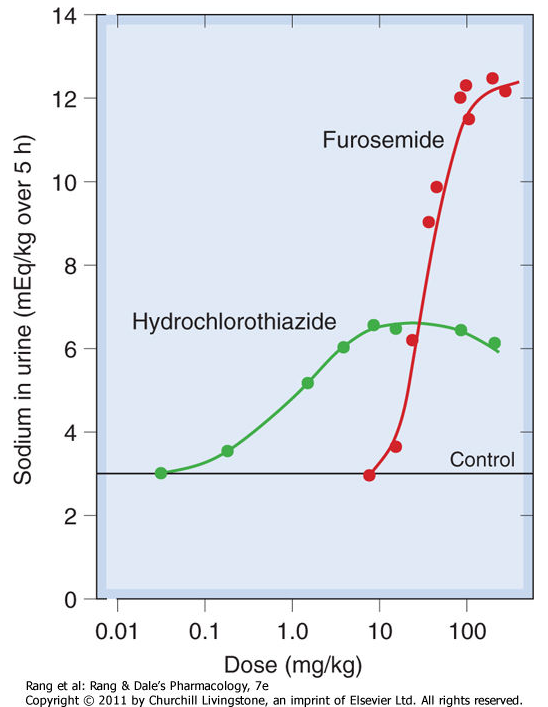 14
12
10
8
6
4
2
0
Sodium in urine (mEq/kg over 5 h)
Furosemide
Hydrochlorothiazide
Control
0.01 0.1 1.0 10 100
Dose (mg/kg)
Rang et al: Rang & Dale's Pharmacology, 7e
Copyright © 2011 by Churchill Livingstone, an imprint of Elsevier Ltd. All rights reserved.